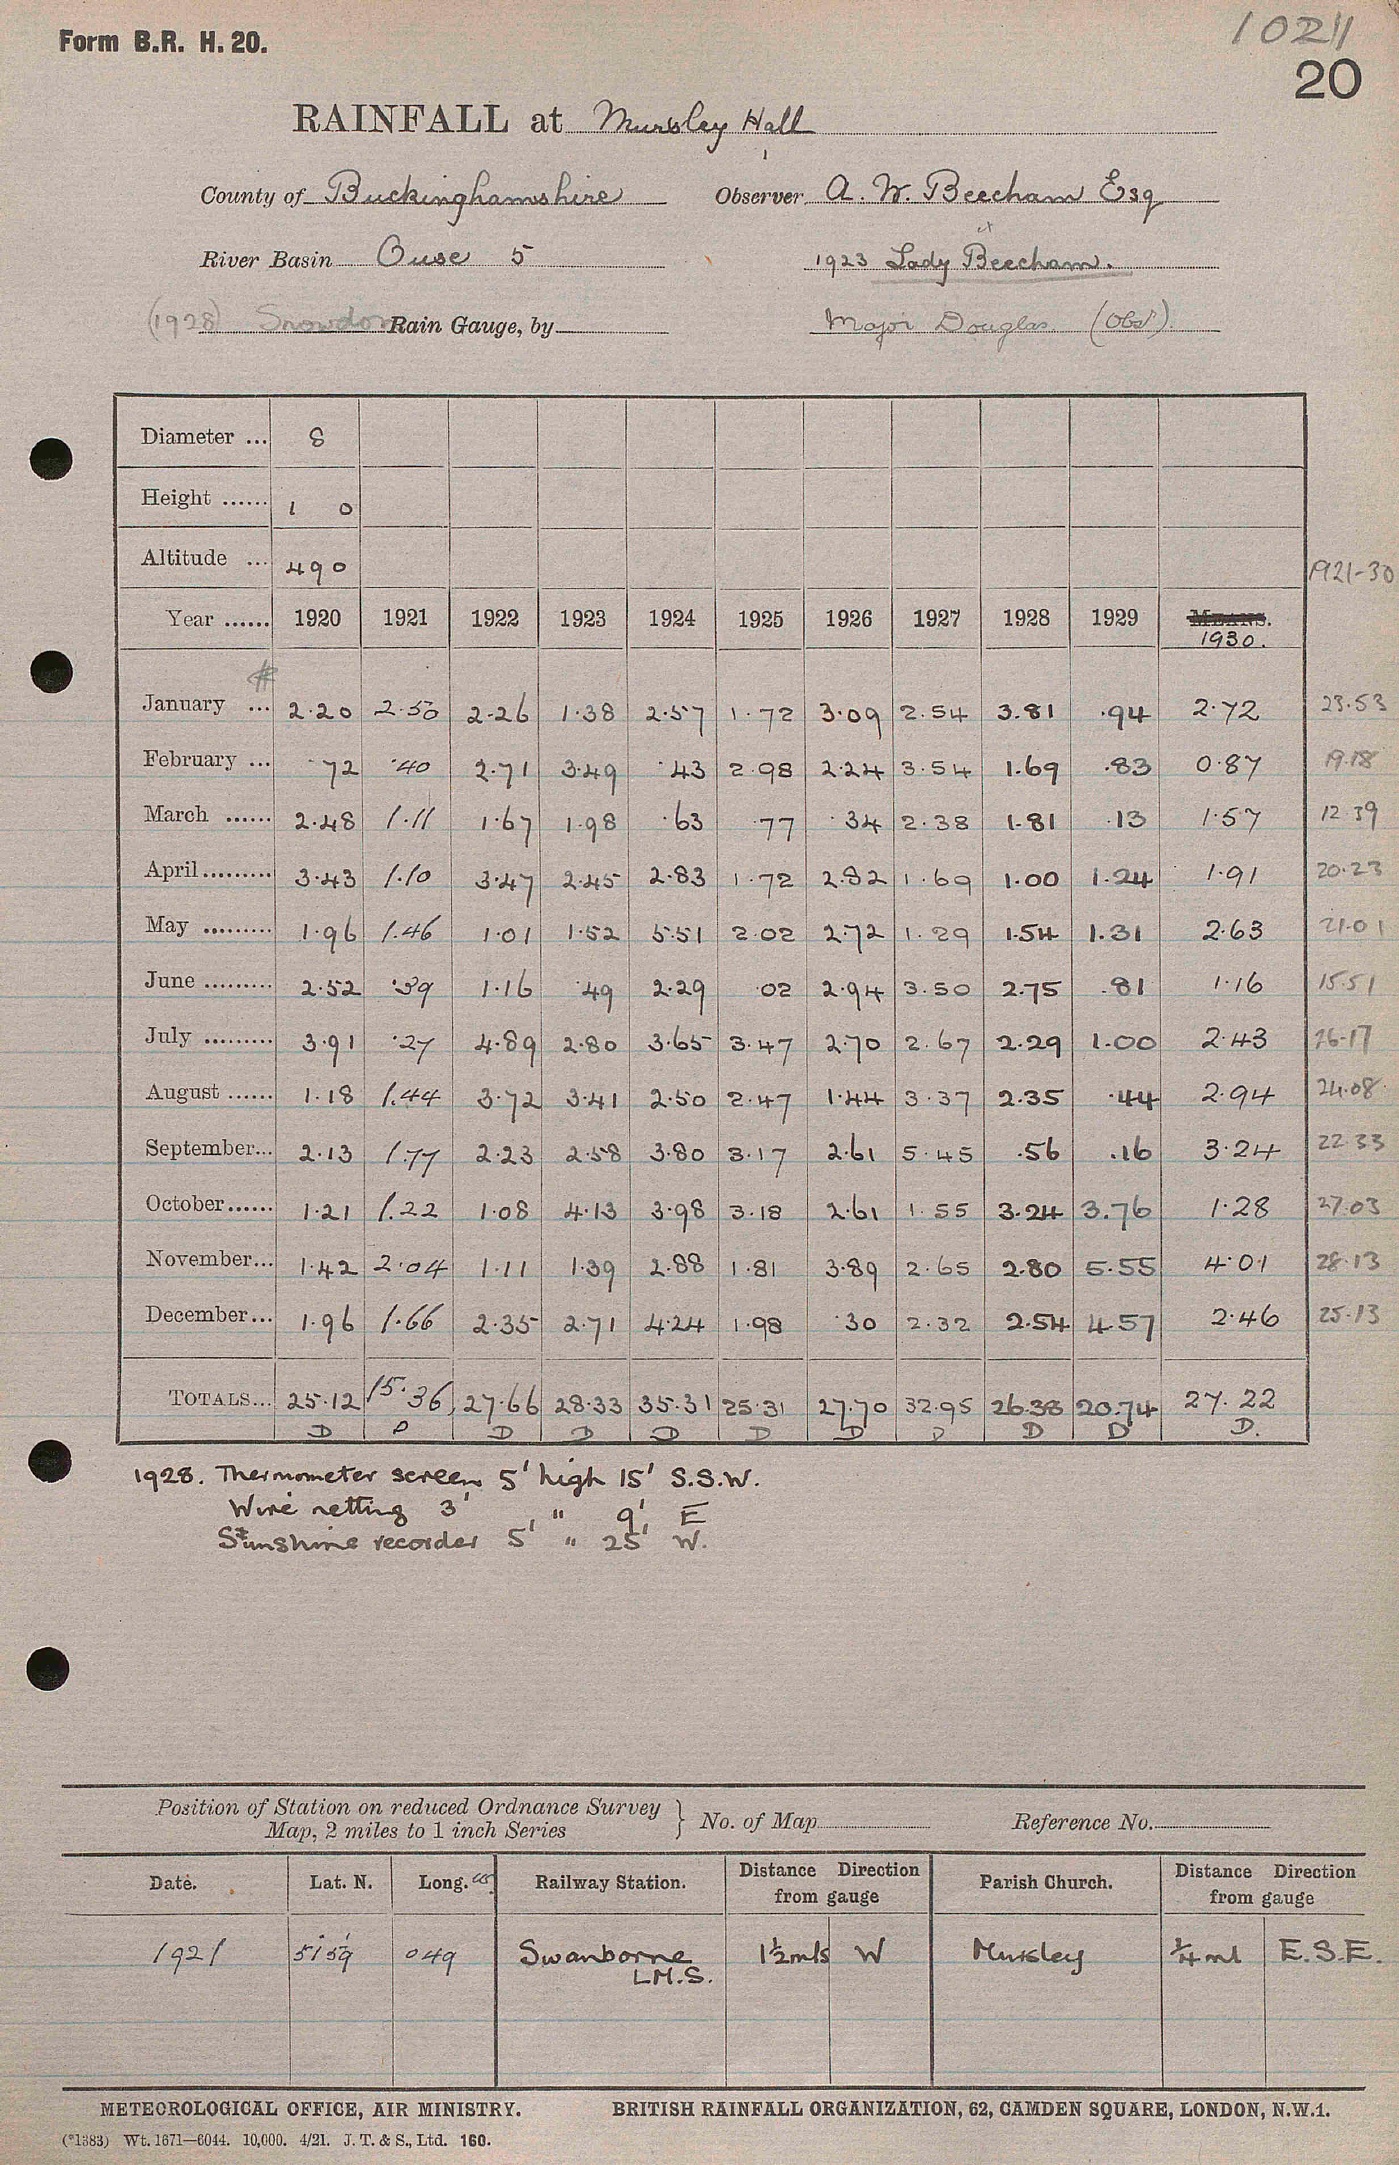 Form B.R. H. 20.
10211
20
RAINFALL at Mursley Hall
County of Buckinghamshire Observer A. W. Beecham Esq
River Basin Ouse 5 1923 Lady Beecham.
(1928) Snowdon Rain Gauge, by Major Douglas (Obsr).
Diameter ... 8
Height ...... 1 0
Altitude ... 490 1921-30
Year ...... 1920 1921 1922 1923 1924 1925 1926 1927 1928 1929 MEANS.
1930.
January ... 2.20 2.50 2.26 1.38 2.57 1.72 3.09 2.54 3.81 .94 2.72 23.53
February ... .72 .40 2.71 3.49 .43 2.98 2.24 3.54 1.69 .83 0.87 19.18
March ...... 2.48 1.11 1.67 1.98 .63 .77 .34 2.38 1.81 .13 1.57 12.39
April ......... 3.43 1.10 3.47 2.45 2.83 1.72 2.82 1.69 1.00 1.24 1.91 20.23
May ......... 1.96 1.46 1.01 1.52 5.51 2.02 2.72 1.29 1.54 1.31 2.63 21.01
June ......... 2.52 .39 1.16 .49 2.29 .02 2.94 3.50 2.75 .81 1.16 15.51
July ......... 3.91 .27 4.89 2.80 3.65 3.47 2.70 2.67 2.29 1.00 2.43 26.17
August ...... 1.18 1.44 3.72 3.41 2.50 2.47 1.44 3.37 2.35 .44 2.94 24.08
September... 2.13 1.77 2.23 2.58 3.80 3.17 2.61 5.45 .56 .16 3.24 22.33
October...... 1.21 1.22 1.08 4.13 3.98 3.18 2.61 1.55 3.24 3.76 1.28 27.03
November... 1.42 2.04 1.11 1.39 2.88 1.81 3.89 2.65 2.80 5.55 4.01 28.13
December... 1.96 1.66 2.35 2.71 4.24 1.98 .30 2.32 2.54 4.57 2.46 25.13
TOTALS... 25.12 15.36 27.66 28.33 35.31 25.31 27.70 32.95 26.38 20.74 27.22
D D D D D D D D D D D.
1928. Thermometer screen 5' high 15' S.S.W.
Wire netting 3' " 9' E
Sunshine recorder 5' " 25' W.
Position of Station on reduced Ordnance Survey
Map, 2 miles to 1 inch Series } No. of Map Reference No.
Date. Lat. N. Long. W Railway Station. Distance Direction from gauge Parish Church. Distance Direction from gauge
1921 51 59 0 49 Swanborne 1½ mls W Mursley ¼ ml E.S.E.
L.M.S.
METEOROLOGICAL OFFICE, AIR MINISTRY. BRITISH RAINFALL ORGANIZATION, 62, CAMDEN SQUARE, LONDON, N.W.1.
(*1383) Wt. 1671—6044. 10,000. 4/21. J. T. & S., Ltd. 160.